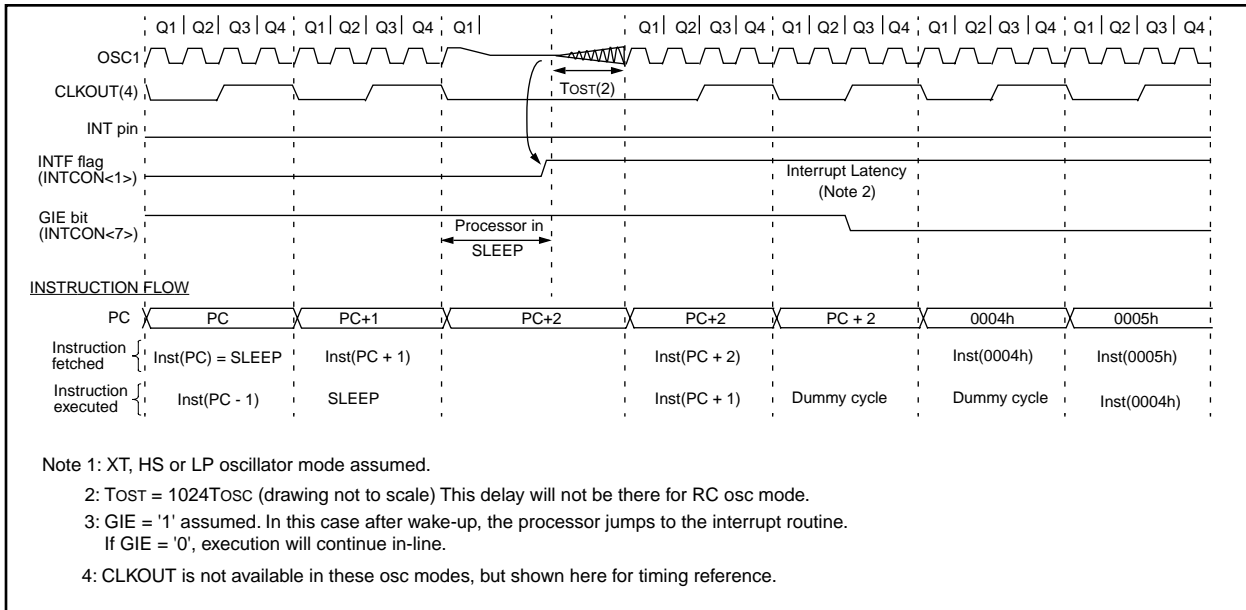 Q1 Q2 Q3 Q4 Q1 Q2 Q3 Q4 Q1 Q1 Q2 Q3 Q4 Q1 Q2 Q3 Q4 Q1 Q2 Q3 Q4 Q1 Q2 Q3 Q4
OSC1
TOST(2)
CLKOUT(4)
INT pin
INTF flag
(INTCON<1>)
Interrupt Latency
(Note 2)
GIE bit
(INTCON<7>)
Processor in
SLEEP
INSTRUCTION FLOW
PC PC PC+1 PC+2 PC+2 PC + 2 0004h 0005h
Instruction
fetched
Inst(PC) = SLEEP Inst(PC + 1) Inst(PC + 2) Inst(0004h) Inst(0005h)
Instruction
executed
Inst(PC - 1) SLEEP Inst(PC + 1) Dummy cycle Dummy cycle Inst(0004h)
Note 1: XT, HS or LP oscillator mode assumed.
2: TOST = 1024TOSC (drawing not to scale) This delay will not be there for RC osc mode.
3: GIE = '1' assumed. In this case after wake-up, the processor jumps to the interrupt routine.
If GIE = '0', execution will continue in-line.
4: CLKOUT is not available in these osc modes, but shown here for timing reference.